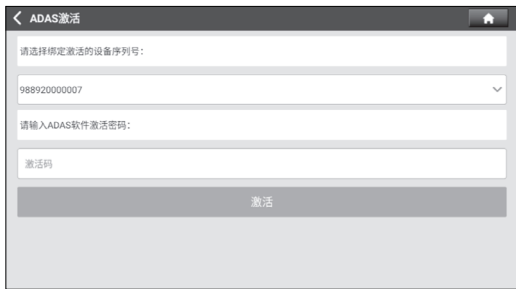 ADAS激活
请选择绑定激活的设备序列号：
988920000007
请输入ADAS软件激活密码：
激活码
激活